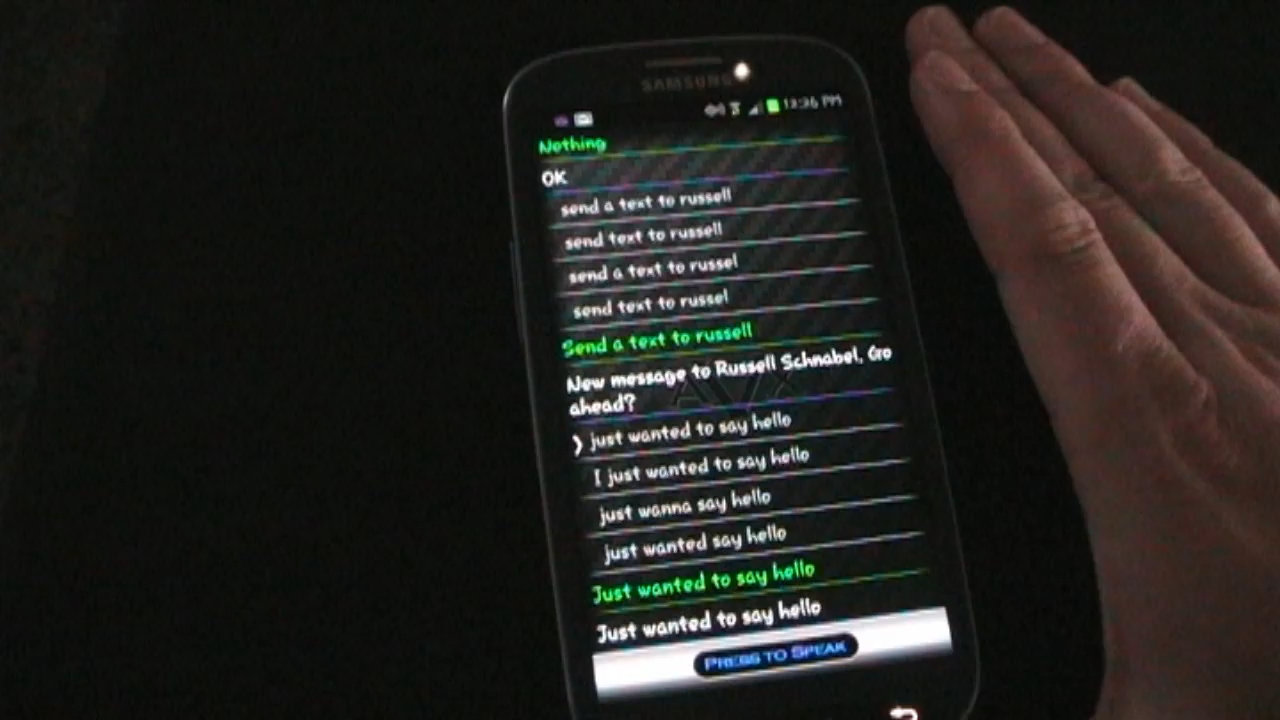 SAMSUNG
Nothing
OK
send a text to russell
send text to russell
send a text to russel
send text to russel
Send a text to russell
New message to Russell Schnabel, Go
ahead?
just wanted to say hello
I just wanted to say hello
just wanna say hello
just wanted say hello
Just wanted to say hello
Just wanted to say hello
PRESS TO SPEAK